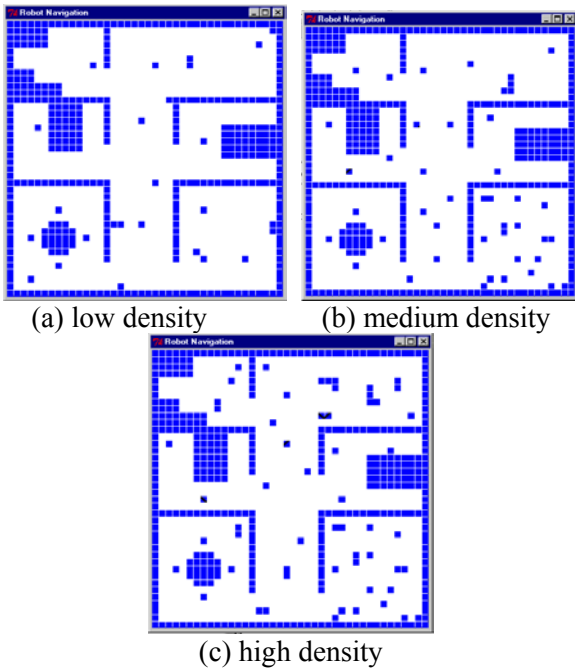 Robot Navigation
Robot Navigation
(a) low density
(b) medium density
Robot Navigation
(c) high density